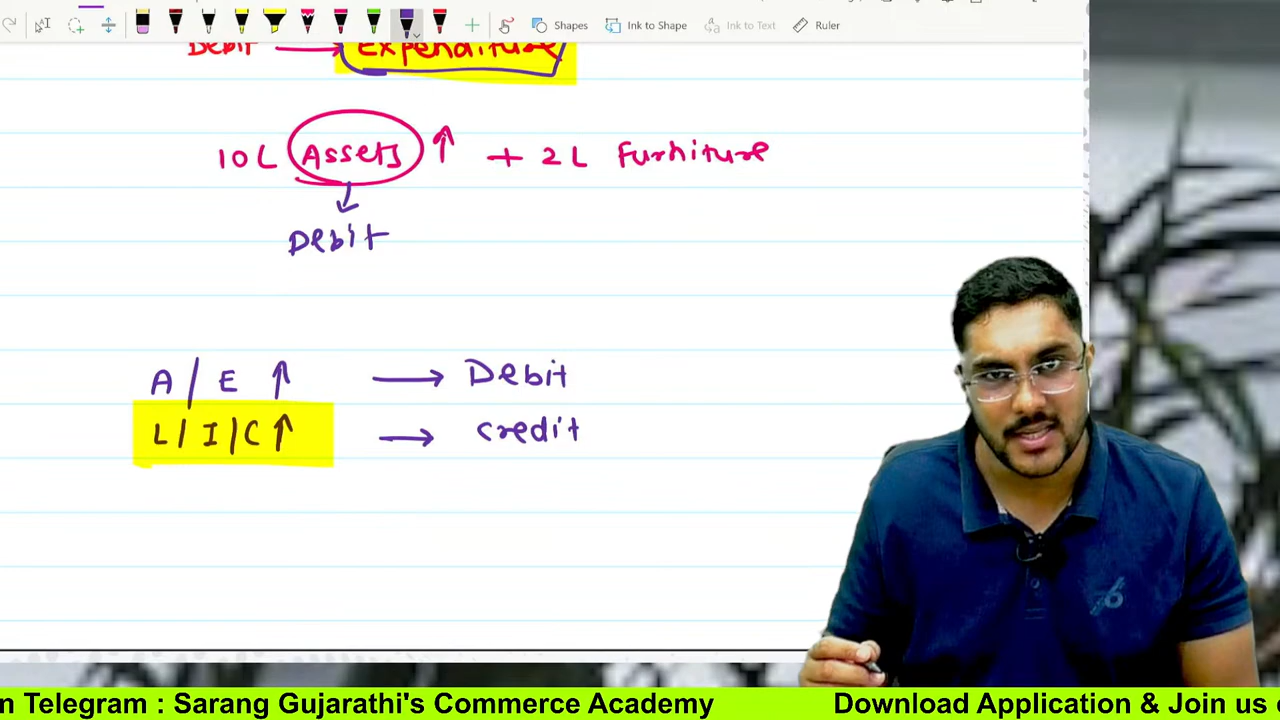 Shapes Ink to Shape Ink to Text Ruler
Debit → Expenditure
10L Assets ↑ + 2L Furniture
↓
Debit
A / E ↑ → Debit
L / I / C ↑ → credit
n Telegram : Sarang Gujarathi's Commerce Academy Download Application & Join us